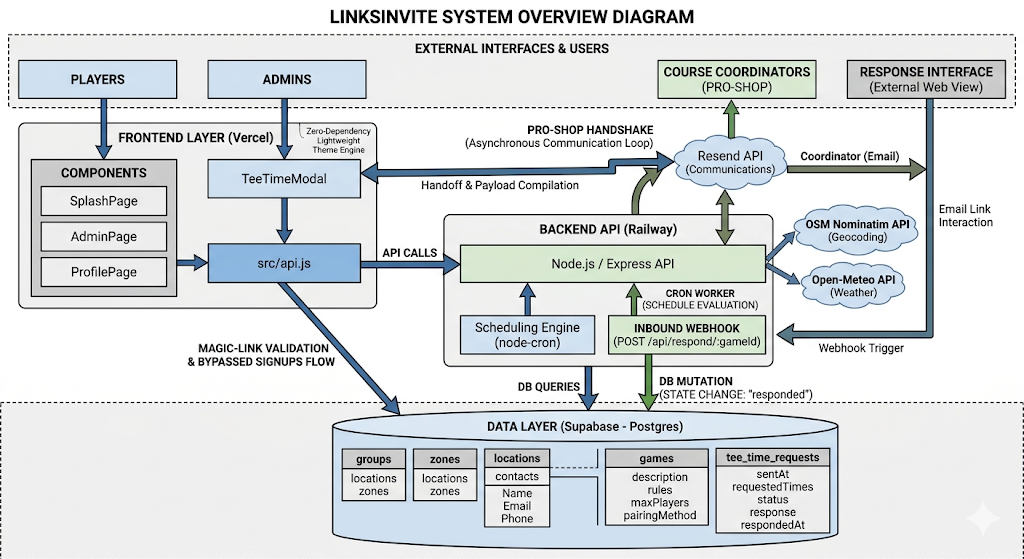 LINKSINVITE SYSTEM OVERVIEW DIAGRAM
EXTERNAL INTERFACES & USERS
PLAYERS
ADMINS
COURSE COORDINATORS
(PRO-SHOP)
RESPONSE INTERFACE
(External Web View)
FRONTEND LAYER (Vercel)
Zero-Dependency
Lightweight
Theme Engine
COMPONENTS
SplashPage
AdminPage
ProfilePage
TeeTimeModal
src/api.js
PRO-SHOP HANDSHAKE
(Asynchronous Communication Loop)
Handoff & Payload Compilation
Resend API
(Communications)
Coordinator (Email)
Email Link
Interaction
API CALLS
BACKEND API (Railway)
Node.js / Express API
OSM Nominatim API
(Geocoding)
Open-Meteo API
(Weather)
CRON WORKER
(SCHEDULE EVALUATION)
Scheduling Engine
(node-cron)
INBOUND WEBHOOK
(POST /api/respond/:gameId)
Webhook Trigger
MAGIC-LINK VALIDATION
& BYPASSED SIGNUPS FLOW
DB QUERIES
DB MUTATION
(STATE CHANGE: "responded")
DATA LAYER (Supabase - Postgres)
groups
locations
zones
zones
locations
zones
locations
contacts
Name
Email
Phone
games
description
rules
maxPlayers
pairingMethod
tee_time_requests
sentAt
requestedTimes
status
response
respondedAt